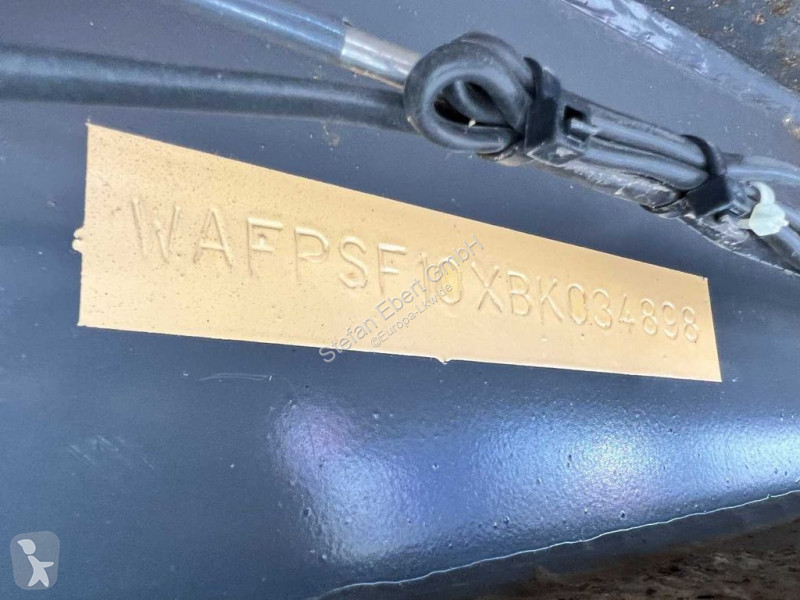 WAFPSF10XBK034898
Stefan Ebert GmbH
©Europa-Lkw.de